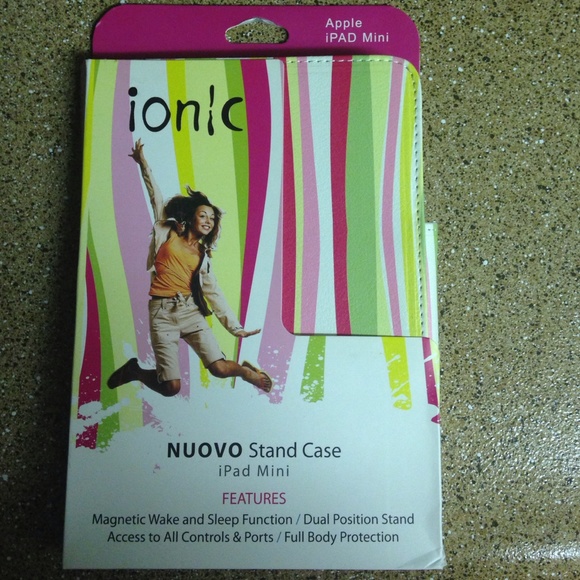 Apple
iPAD Mini
ion!c
NUOVO Stand Case
iPad Mini
FEATURES
Magnetic Wake and Sleep Function / Dual Position Stand
Access to All Controls & Ports / Full Body Protection